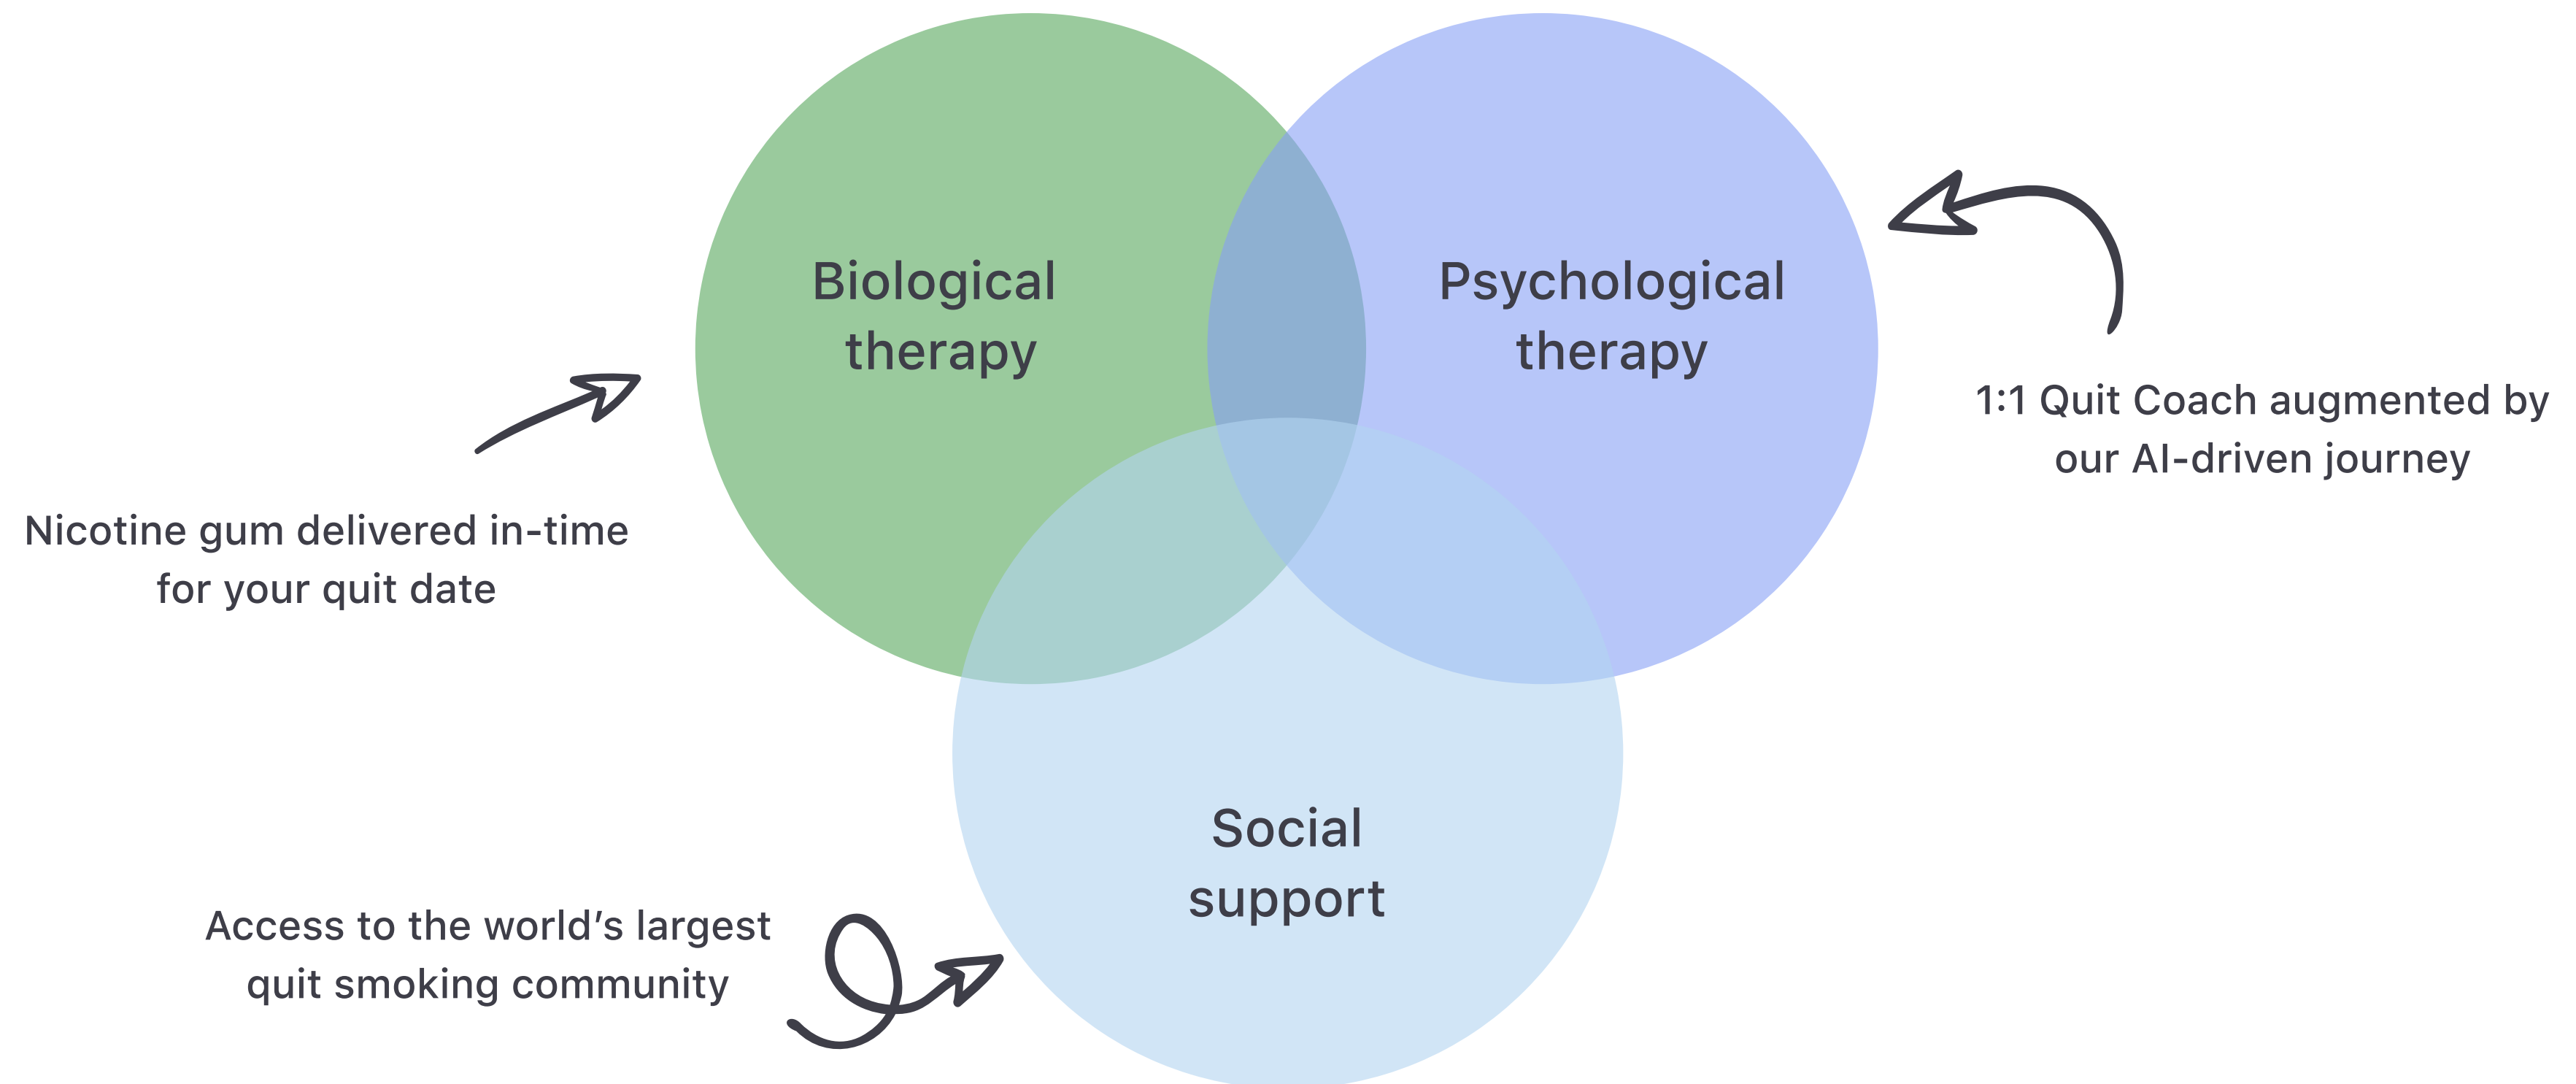 Biological
therapy
Psychological
therapy
1:1 Quit Coach augmented by
our AI-driven journey
Nicotine gum delivered in-time
for your quit date
Social
support
Access to the world’s largest
quit smoking community